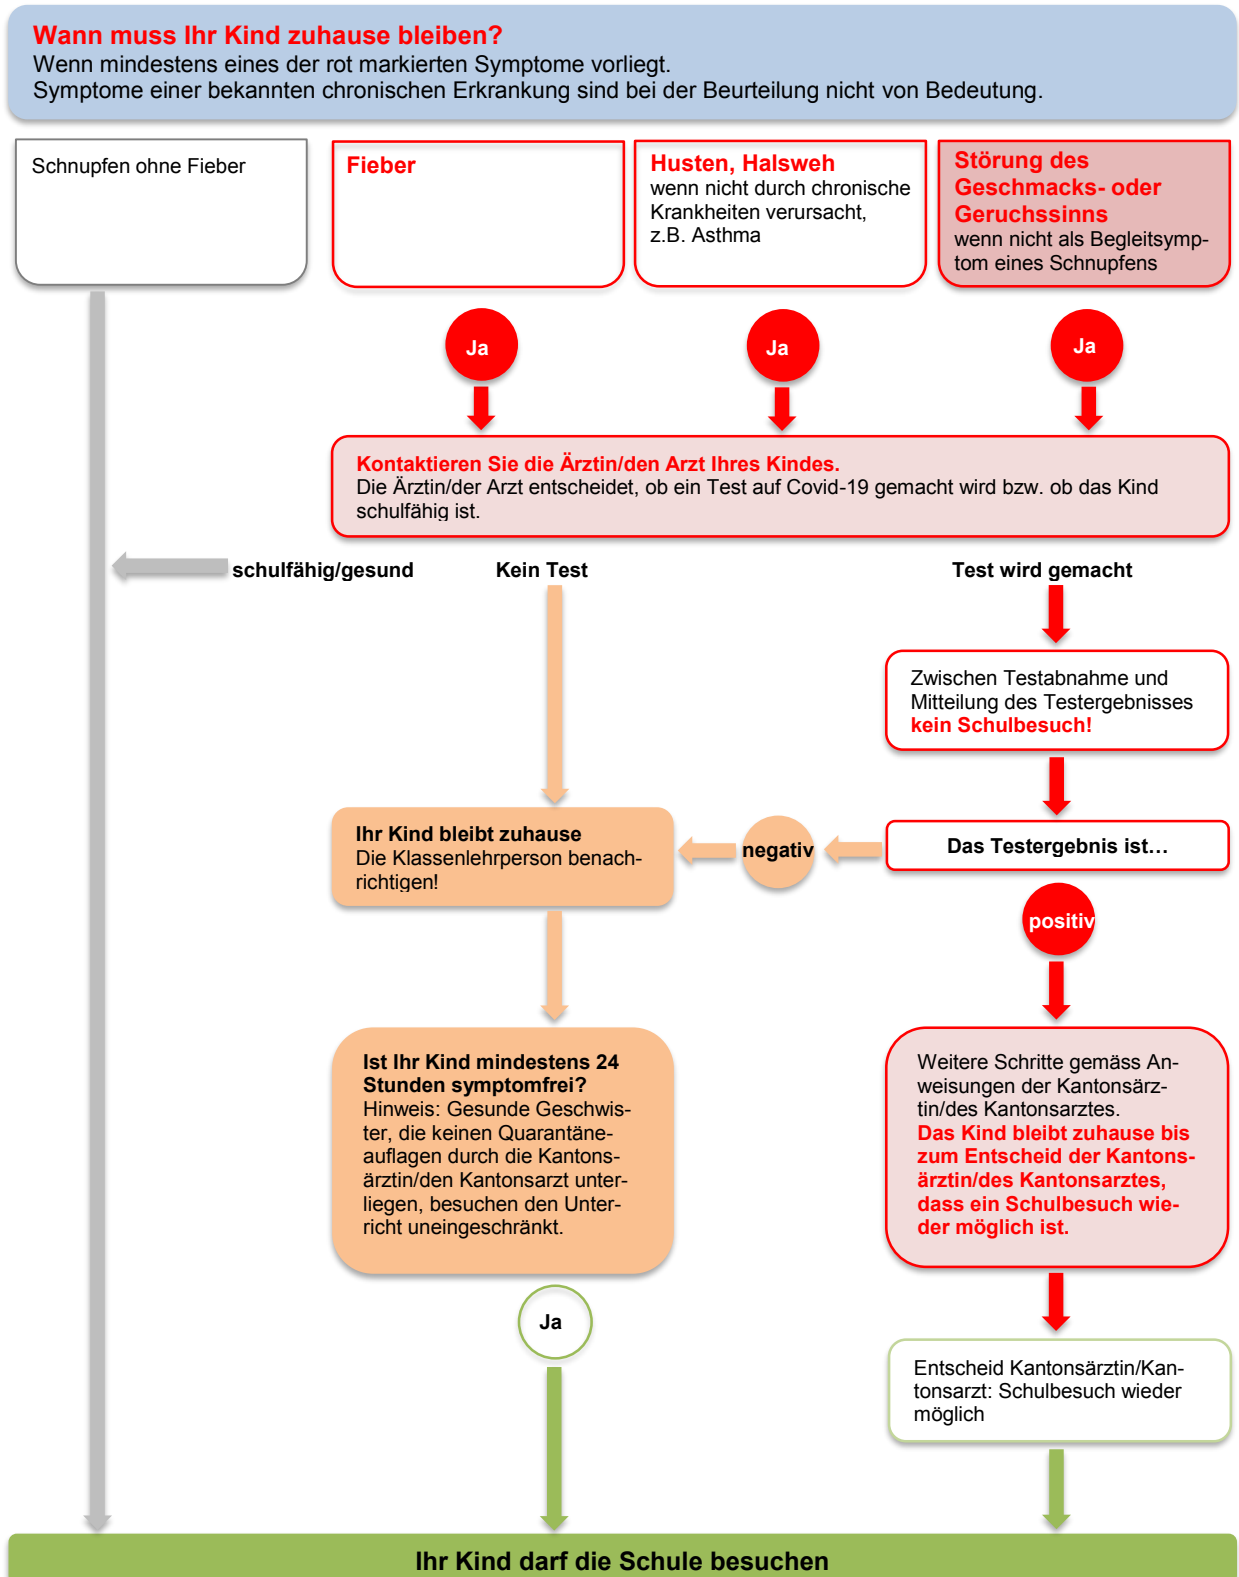 Wann muss Ihr Kind zuhause bleiben?
Wenn mindestens eines der rot markierten Symptome vorliegt.
Symptome einer bekannten chronischen Erkrankung sind bei der Beurteilung nicht von Bedeutung.
Schnupfen ohne Fieber
Fieber
Husten, Halsweh
wenn nicht durch chronische
Krankheiten verursacht,
z.B. Asthma
Störung des
Geschmacks- oder
Geruchssinns
wenn nicht als Begleitsymp-
tom eines Schnupfens
Ja
Ja
Ja
Kontaktieren Sie die Ärztin/den Arzt Ihres Kindes.
Die Ärztin/der Arzt entscheidet, ob ein Test auf Covid-19 gemacht wird bzw. ob das Kind
schulfähig ist.
schulfähig/gesund
Kein Test
Test wird gemacht
Zwischen Testabnahme und
Mitteilung des Testergebnisses
kein Schulbesuch!
Ihr Kind bleibt zuhause
Die Klassenlehrperson benach-
richtigen!
negativ
Das Testergebnis ist…
positiv
Ist Ihr Kind mindestens 24
Stunden symptomfrei?
Hinweis: Gesunde Geschwis-
ter, die keinen Quarantäne-
auflagen durch die Kantons-
ärztin/den Kantonsarzt unter-
liegen, besuchen den Unter-
richt uneingeschränkt.
Weitere Schritte gemäss An-
weisungen der Kantonsärz-
tin/des Kantonsarztes.
Das Kind bleibt zuhause bis
zum Entscheid der Kantons-
ärztin/des Kantonsarztes,
dass ein Schulbesuch wie-
der möglich ist.
Ja
Entscheid Kantonsärztin/Kan-
tonsarzt: Schulbesuch wieder
möglich
Ihr Kind darf die Schule besuchen